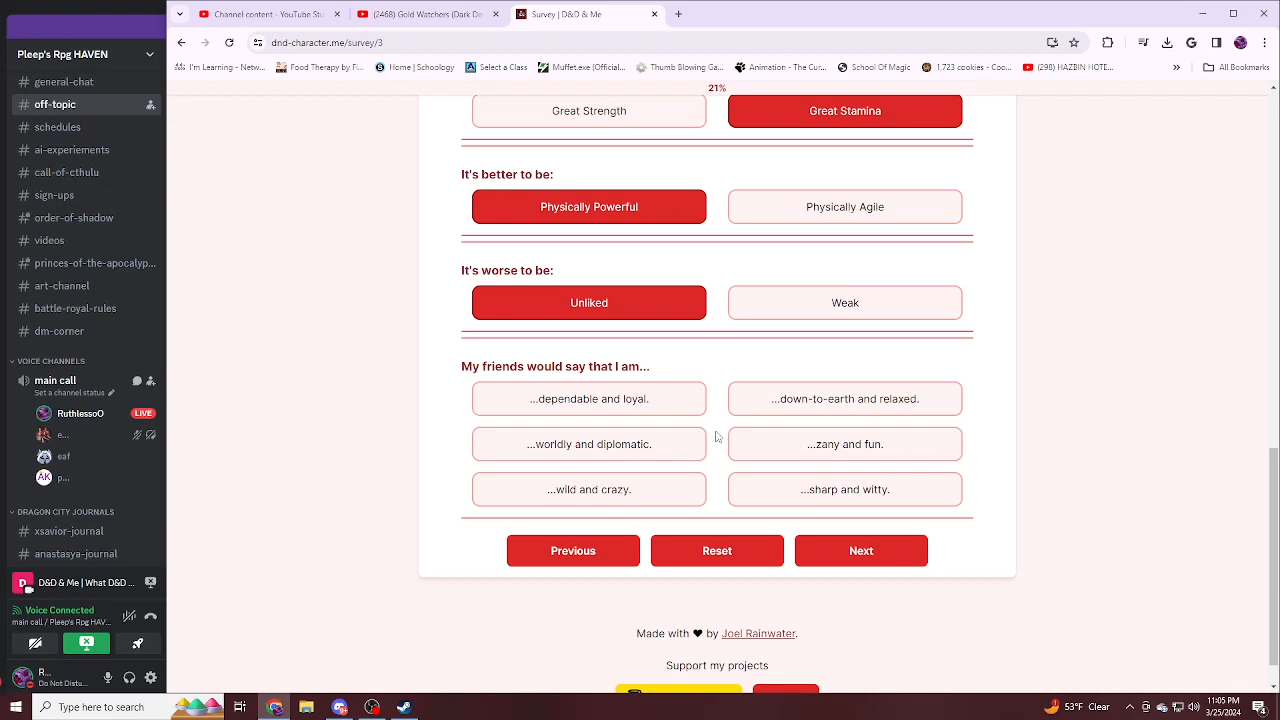 Channel content - YouTube Stu
(2468) Gold Watches (Dark Do
Survey | D&D & Me
dnd-character.me/survey/3
I'm Learning - Netw...
Food Therapy by Fi...
Home | Schoology
Select a Class
Muffet.exe (Official...
Thumb Blowing Ga...
Animation - The Cur...
School Of Magic
1,723 cookies - Coo...
(298) HAZBIN HOTE...
All Bookmarks
21%
Pleep's Rpg HAVEN
general-chat
off-topic
schedules
ai-experiements
call-of-cthulu
sign-ups
order-of-shadow
videos
princes-of-the-apocalyp...
art-channel
battle-royal-rules
dm-corner
VOICE CHANNELS
main call
Set a channel status
RuthlessoO
LIVE
e...
eaf
AK
p...
DRAGON CITY JOURNALS
xsavior-journal
anastasya-journal
D
D&D & Me | What D&D ...
Voice Connected
main call / Pleep's Rpg HAV...
R...
Do Not Distu...
Great Strength
Great Stamina
It's better to be:
Physically Powerful
Physically Agile
It's worse to be:
Unliked
Weak
My friends would say that I am...
...dependable and loyal.
...down-to-earth and relaxed.
...worldly and diplomatic.
...zany and fun.
...wild and crazy.
...sharp and witty.
Previous
Reset
Next
Made with ♥ by Joel Rainwater.
Support my projects
Type here to search
53°F Clear
11:05 PM
3/25/2024